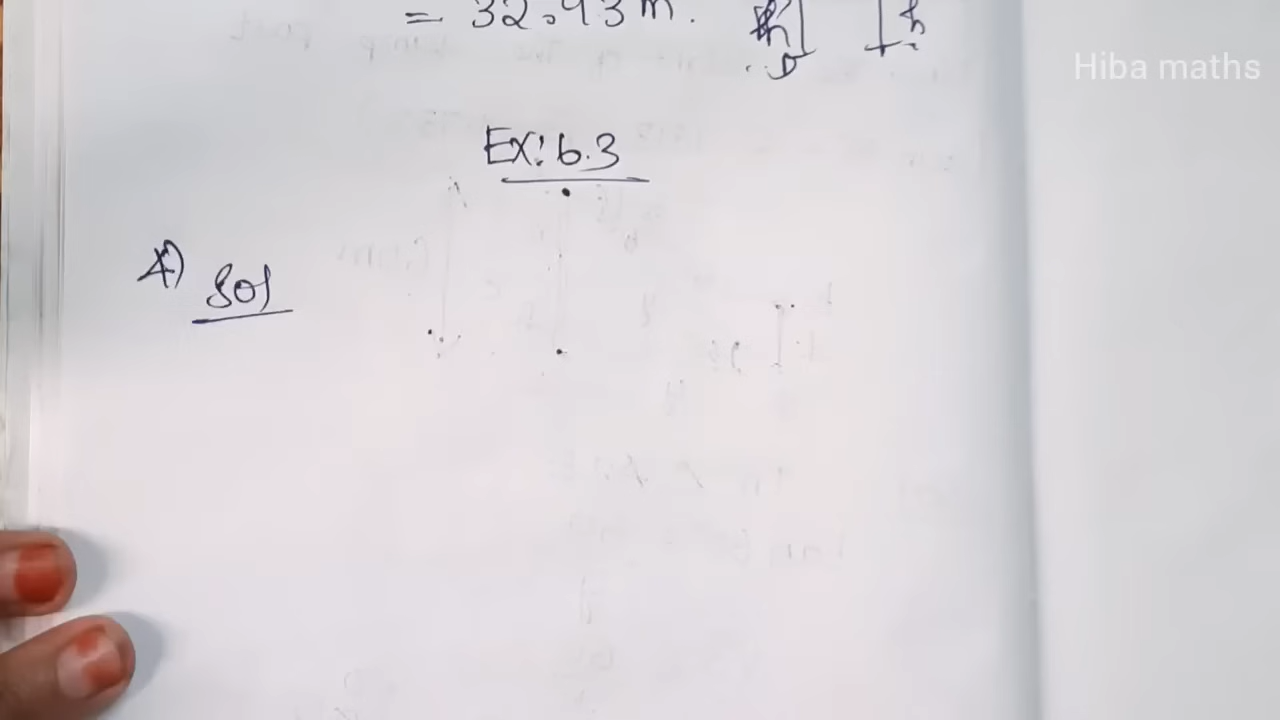 = 32.93 m.
h h
D
Hiba maths
Ex: 6.3
4) Sol